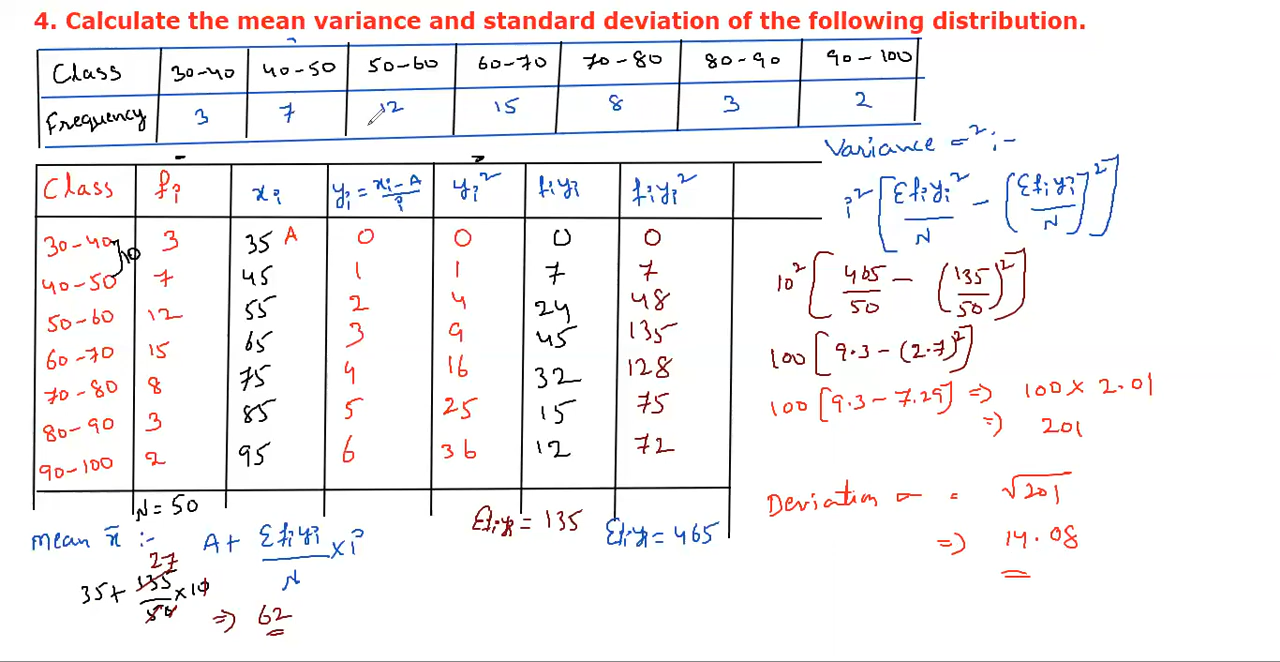 4. Calculate the mean variance and standard deviation of the following distribution.
Class 30-40 40-50 50-60 60-70 70-80 80-90 90-100
Frequency 3 7 12 15 8 3 2
Class fi xi yi = xi-A/i yi² fiyi fiyi²
30-40 3 35 A 0 0 0 0
10
40-50 7 45 1 1 7 7
50-60 12 55 2 4 24 48
60-70 15 65 3 9 45 135
70-80 8 75 4 16 32 128
80-90 3 85 5 25 15 75
90-100 2 95 6 36 12 72
N = 50
Σfiyi = 135 Σfiyi = 465
Mean x̄ :- A + Σfiyi/N × i
27
35 + 135/50 × 10
⇒ 62
Variance σ² :-
i² [Σfiyi²/N - (Σfiyi/N)²]
10² [465/50 - (135/50)²]
100 [9.3 - (2.7)²]
100 [9.3 - 7.29] ⇒ 100 × 2.01
⇒ 201
Deviation σ = √201
⇒ 14.08